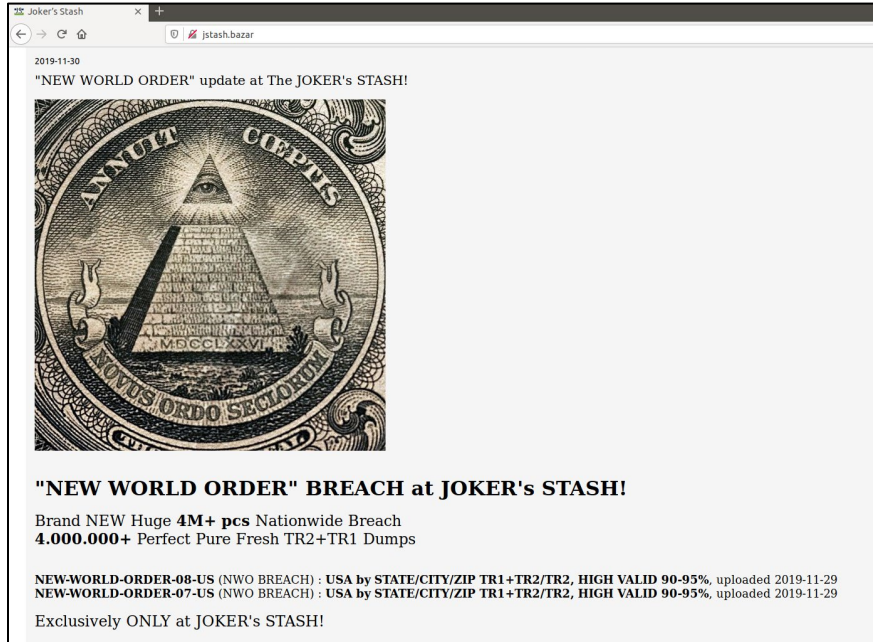 Joker's Stash
jstash.bazar
2019-11-30
"NEW WORLD ORDER" update at The JOKER's STASH!
ANNUIT CŒPTIS
MDCCLXXVI
NOVUS ORDO SECLORUM
"NEW WORLD ORDER" BREACH at JOKER's STASH!
Brand NEW Huge 4M+ pcs Nationwide Breach
4.000.000+ Perfect Pure Fresh TR2+TR1 Dumps
NEW-WORLD-ORDER-08-US (NWO BREACH) : USA by STATE/CITY/ZIP TR1+TR2/TR2, HIGH VALID 90-95%, uploaded 2019-11-29
NEW-WORLD-ORDER-07-US (NWO BREACH) : USA by STATE/CITY/ZIP TR1+TR2/TR2, HIGH VALID 90-95%, uploaded 2019-11-29
Exclusively ONLY at JOKER's STASH!